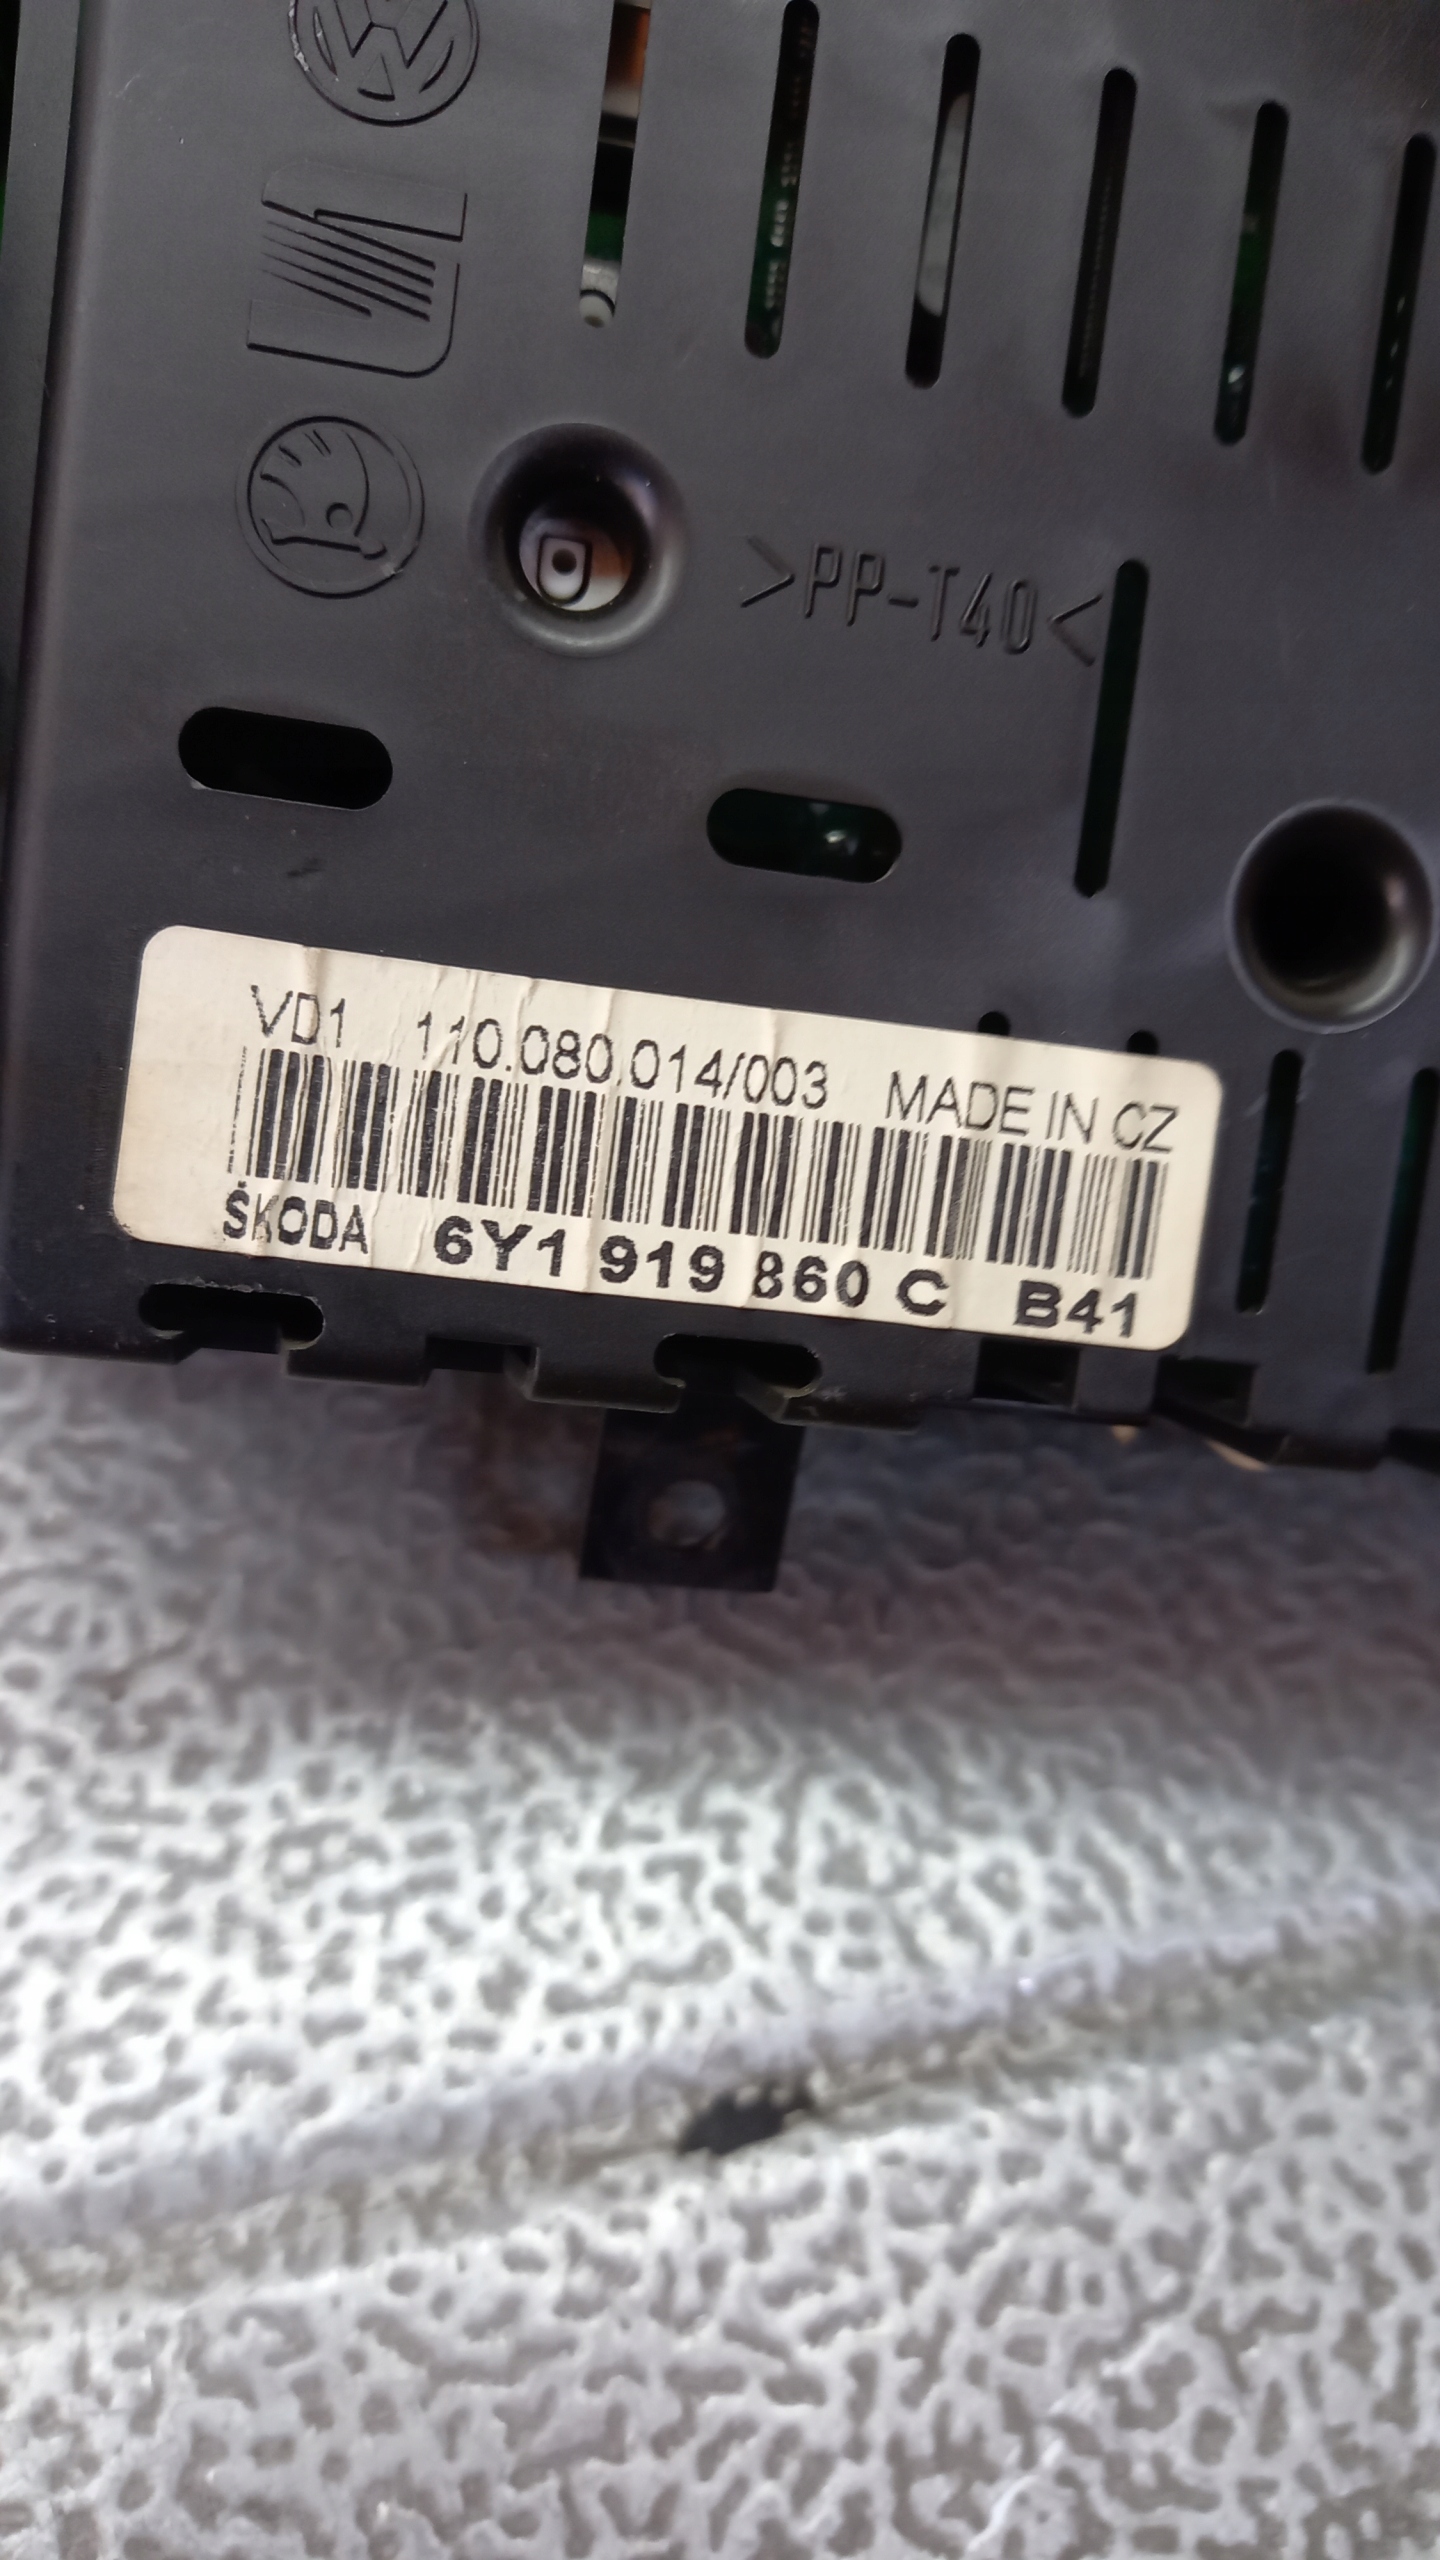 >PP-T40<
VD1 110.080.014/003 MADE IN CZ
ŠKODA 6Y1 919 860 C B41